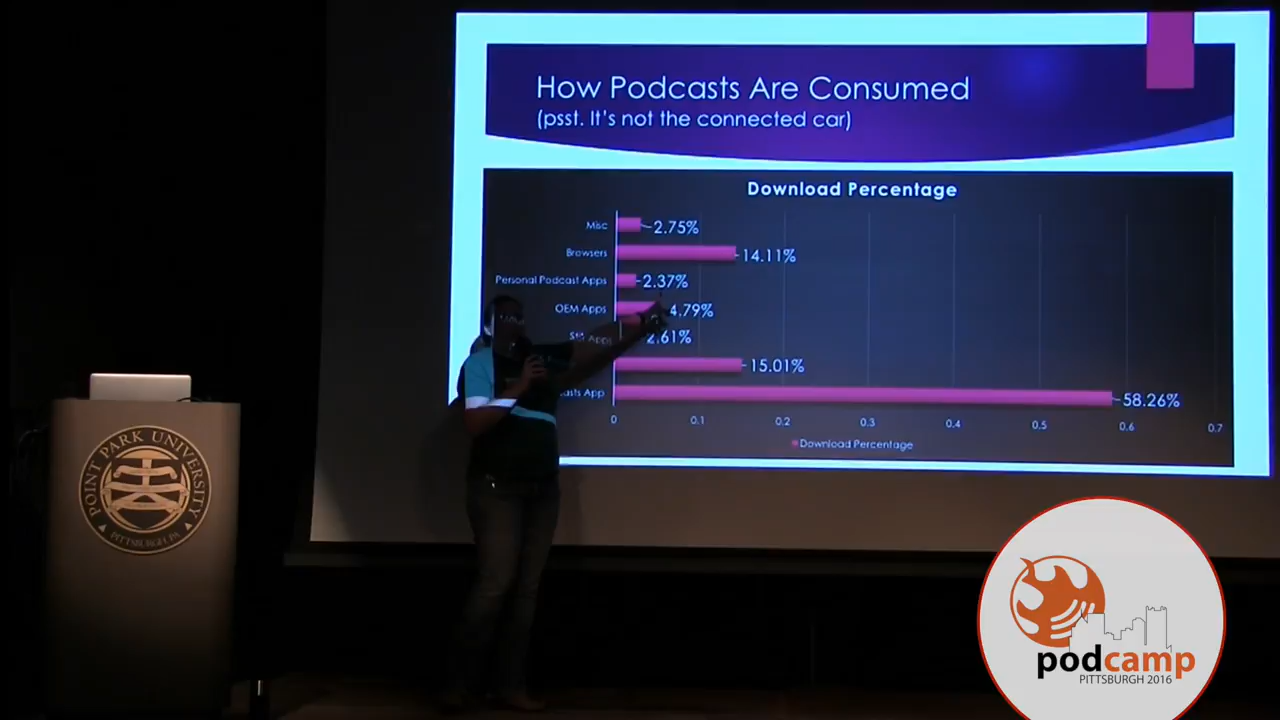 How Podcasts Are Consumed
(psst. It's not the connected car)
Download Percentage
Misc
2.75%
Browsers
14.11%
Personal Podcast Apps
2.37%
OEM Apps
4.79%
Apps
2.61%
15.01%
App
58.26%
0 0.1 0.2 0.3 0.4 0.5 0.6 0.7
Download Percentage
POINT PARK UNIVERSITY
PITTSBURGH, PA
podcamp
PITTSBURGH 2016